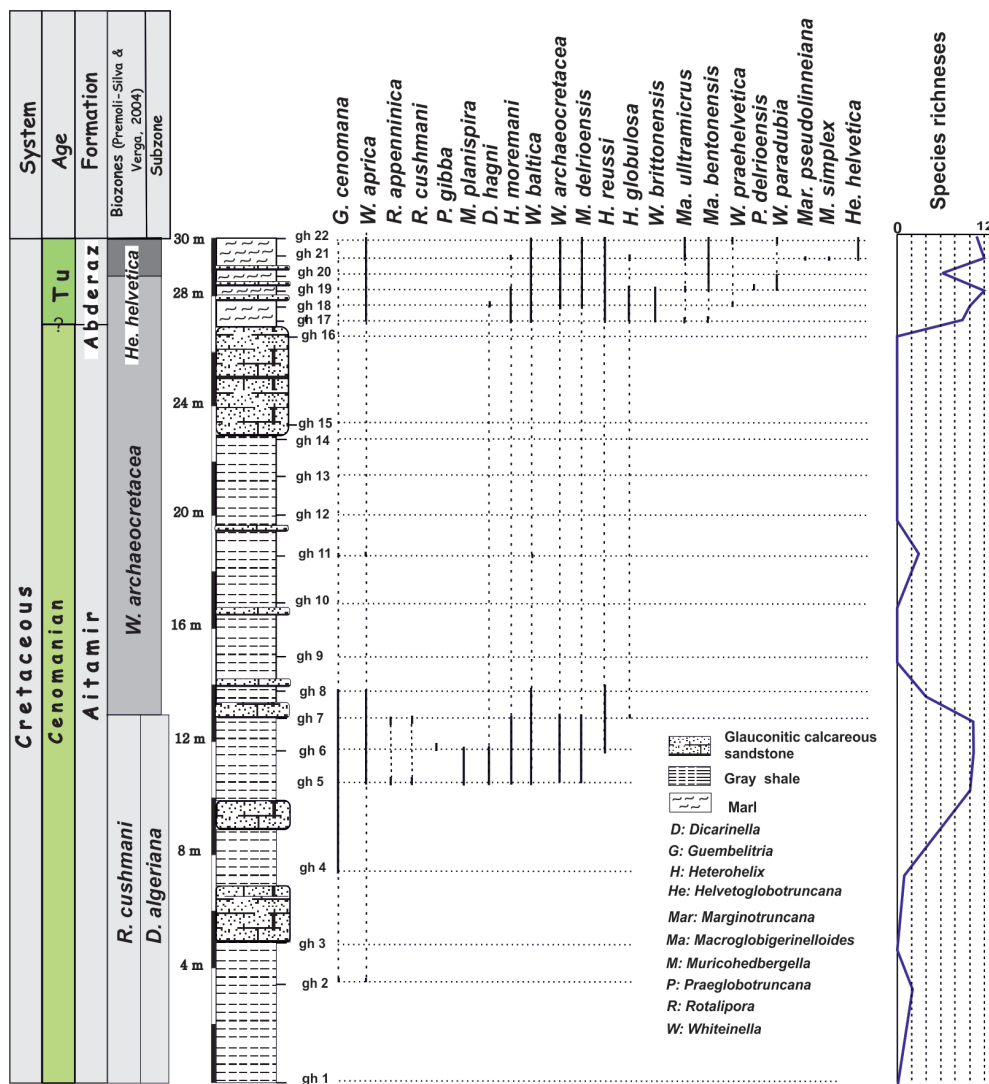 System
Age
Formation
Biozones (Premoli-Silva &
Verga, 2004)
Subzone
G. cenomana
W. aprica
R. appenninica
R. cushmani
P. gibba
M. planispira
D. hagni
H. moremani
W. baltica
W. archaeocretacea
M. delrioensis
H. reussi
H. globulosa
W. brittonensis
Ma. ultramicrus
Ma. bentonensis
W. praehelvetica
P. delrioensis
W. paradubia
Mar. pseudolinneiana
M. simplex
He. helvetica
Species richneses
0
12
Cretaceous
Tu
?
Cenomanian
Abderaz
Aitamir
He. helvetica
W. archaeocretacea
R. cushmani
D. algeriana
30 m
28 m
24 m
20 m
16 m
12 m
8 m
4 m
gh 22
gh 21
gh 20
gh 19
gh 18
gh 17
gh 16
gh 15
gh 14
gh 13
gh 12
gh 11
gh 10
gh 9
gh 8
gh 7
gh 6
gh 5
gh 4
gh 3
gh 2
gh 1
Glauconitic calcareous
sandstone
Gray shale
Marl
D: Dicarinella
G: Guembelitria
H: Heterohelix
He: Helvetoglobotruncana
Mar: Marginotruncana
Ma: Macroglobigerinelloides
M: Muricohedbergella
P: Praeglobotruncana
R: Rotalipora
W: Whiteinella